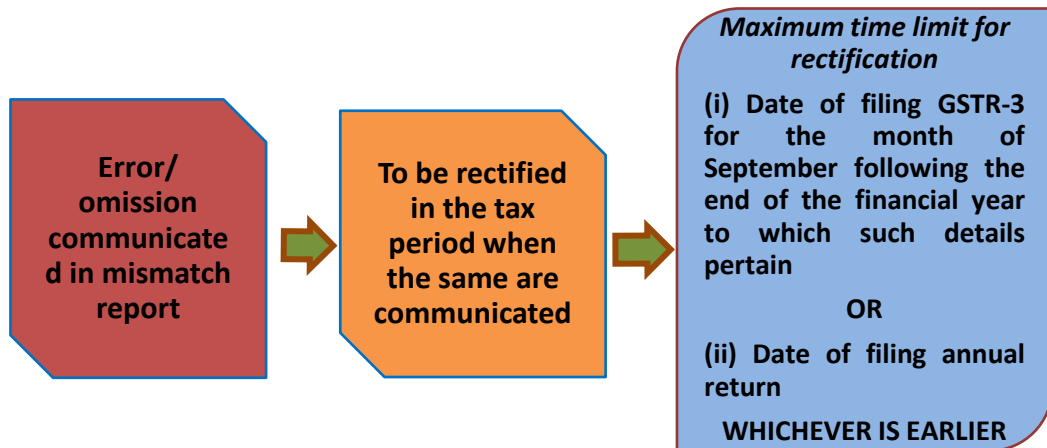 Error/
omission
communicate
d in mismatch
report
To be rectified
in the tax
period when
the same are
communicated
Maximum time limit for
rectification
(i) Date of filing GSTR-3
for the month of
September following the
end of the financial year
to which such details
pertain
OR
(ii) Date of filing annual
return
WHICHEVER IS EARLIER